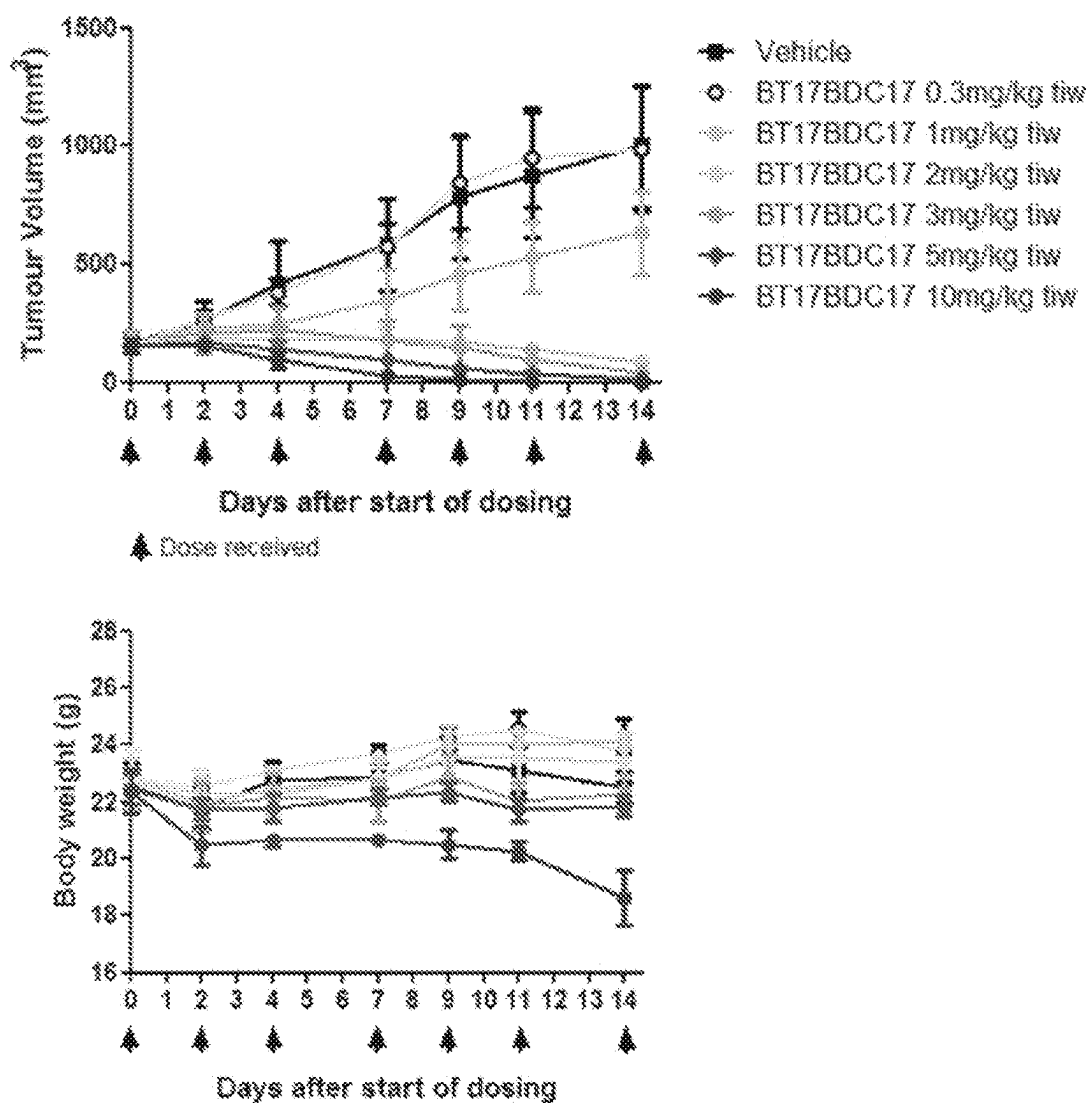 1500
1000
500
0
Tumour Volume (mm³)
0 1 2 3 4 5 6 7 8 9 10 11 12 13 14
Days after start of dosing
Dose received
Vehicle
BT17BDC17 0.3mg/kg tiw
BT17BDC17 1mg/kg tiw
BT17BDC17 2mg/kg tiw
BT17BDC17 3mg/kg tiw
BT17BDC17 5mg/kg tiw
BT17BDC17 10mg/kg tiw
28
26
24
22
20
18
16
Body weight (g)
0 1 2 3 4 5 6 7 8 9 10 11 12 13 14
Days after start of dosing